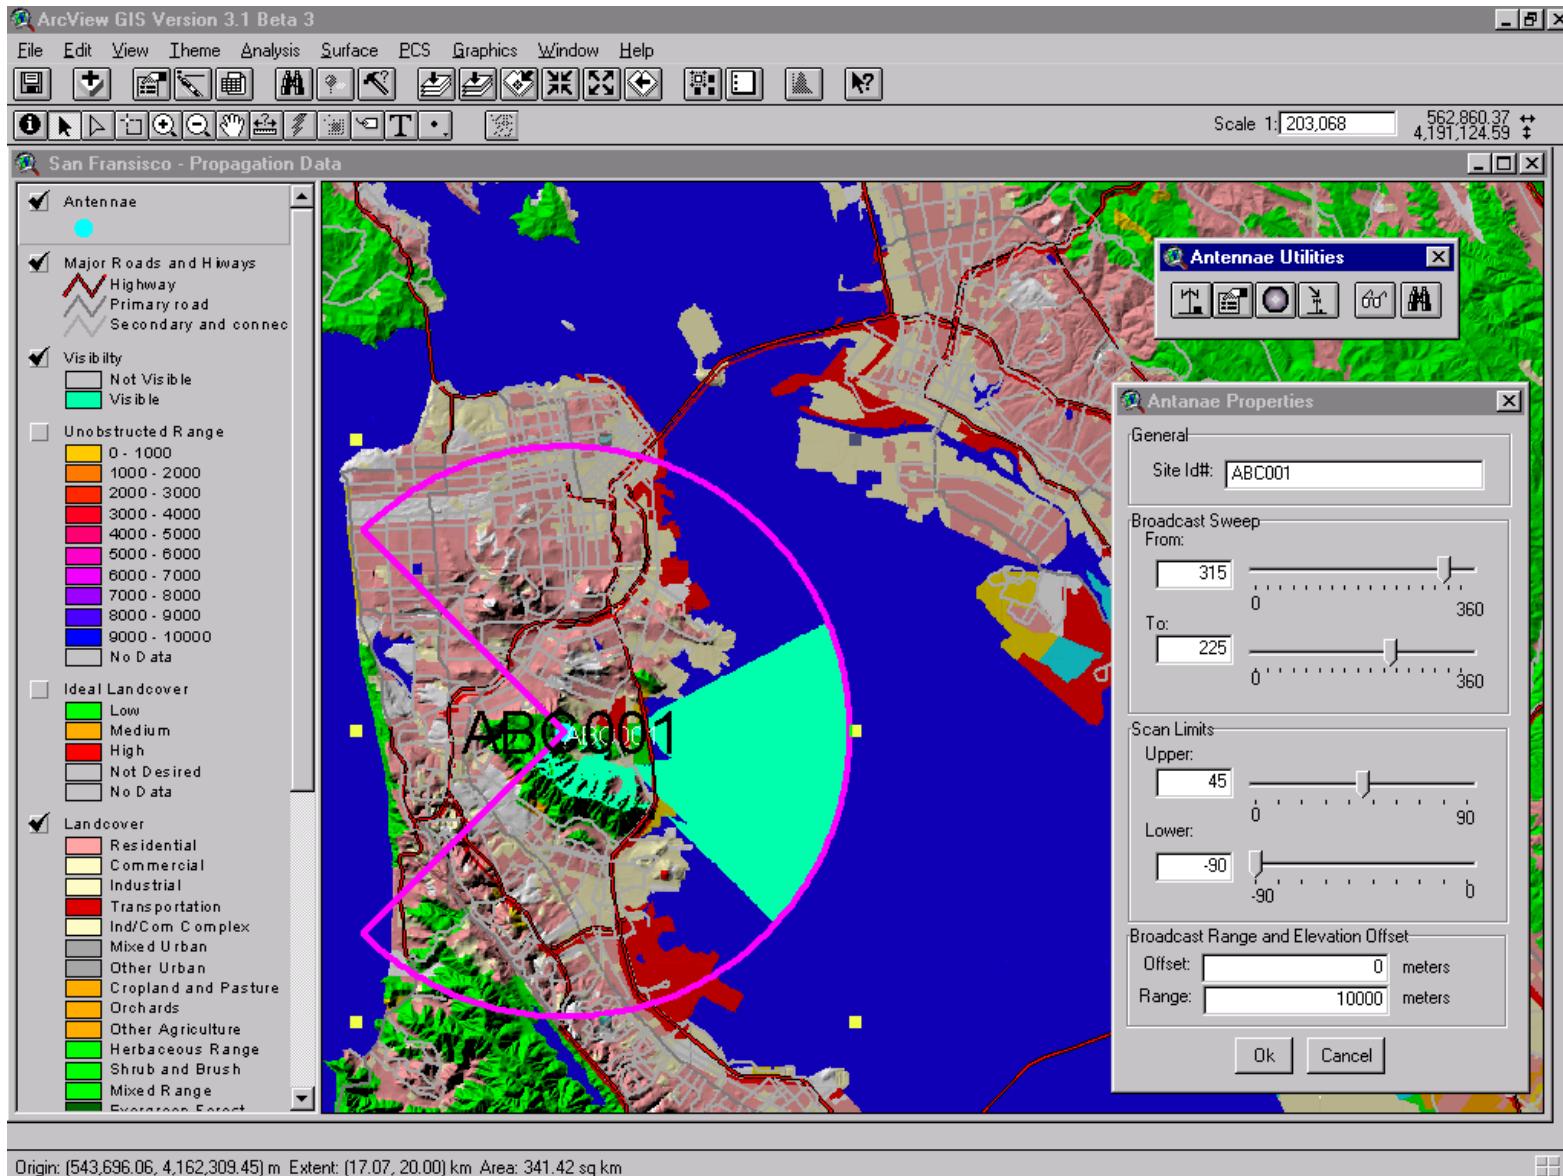 ArcView GIS Version 3.1 Beta 3
File Edit View Theme Analysis Surface PCS Graphics Window Help
Scale 1: 203,068
562,860.37
4,191,124.59
San Fransisco - Propagation Data
Antennae
Major Roads and Hiways
Highway
Primary road
Secondary and connec
Visibilty
Not Visible
Visible
Unobstructed Range
0 - 1000
1000 - 2000
2000 - 3000
3000 - 4000
4000 - 5000
5000 - 6000
6000 - 7000
7000 - 8000
8000 - 9000
9000 - 10000
No Data
Ideal Landcover
Low
Medium
High
Not Desired
No Data
Landcover
Residential
Commercial
Industrial
Transportation
Ind/Com Complex
Mixed Urban
Other Urban
Cropland and Pasture
Orchards
Other Agriculture
Herbaceous Range
Shrub and Brush
Mixed Range
Evergreen Forest
ABC001
ABC001
Antennae Utilities
Antanae Properties
General
Site Id#: ABC001
Broadcast Sweep
From:
315
0 360
To:
225
0 360
Scan Limits
Upper:
45
0 90
Lower:
-90
-90 0
Broadcast Range and Elevation Offset
Offset: 0 meters
Range: 10000 meters
Ok Cancel
Origin: (543,696.06, 4,162,309.45) m Extent: (17.07, 20.00) km Area: 341.42 sq km